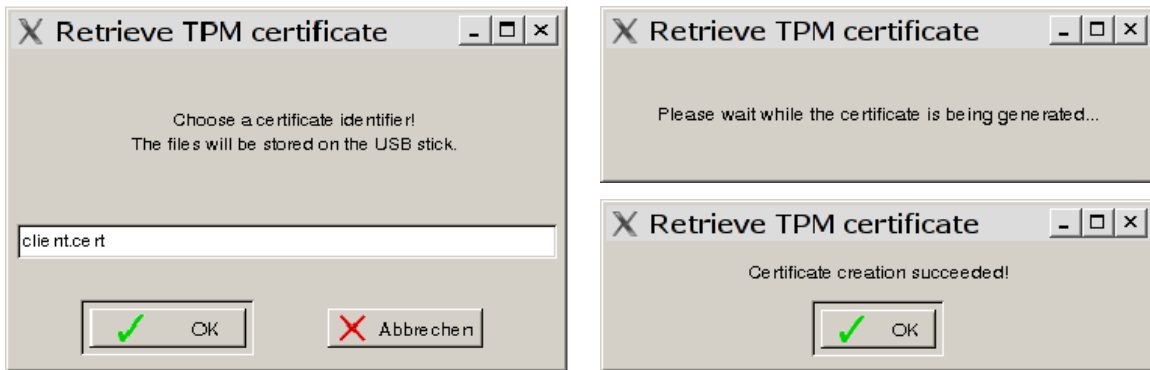 Retrieve TPM certificate
Choose a certificate identifier!
The files will be stored on the USB stick.
client.cert
OK
Abbrechen
Retrieve TPM certificate
Please wait while the certificate is being generated...
Retrieve TPM certificate
Certificate creation succeeded!
OK